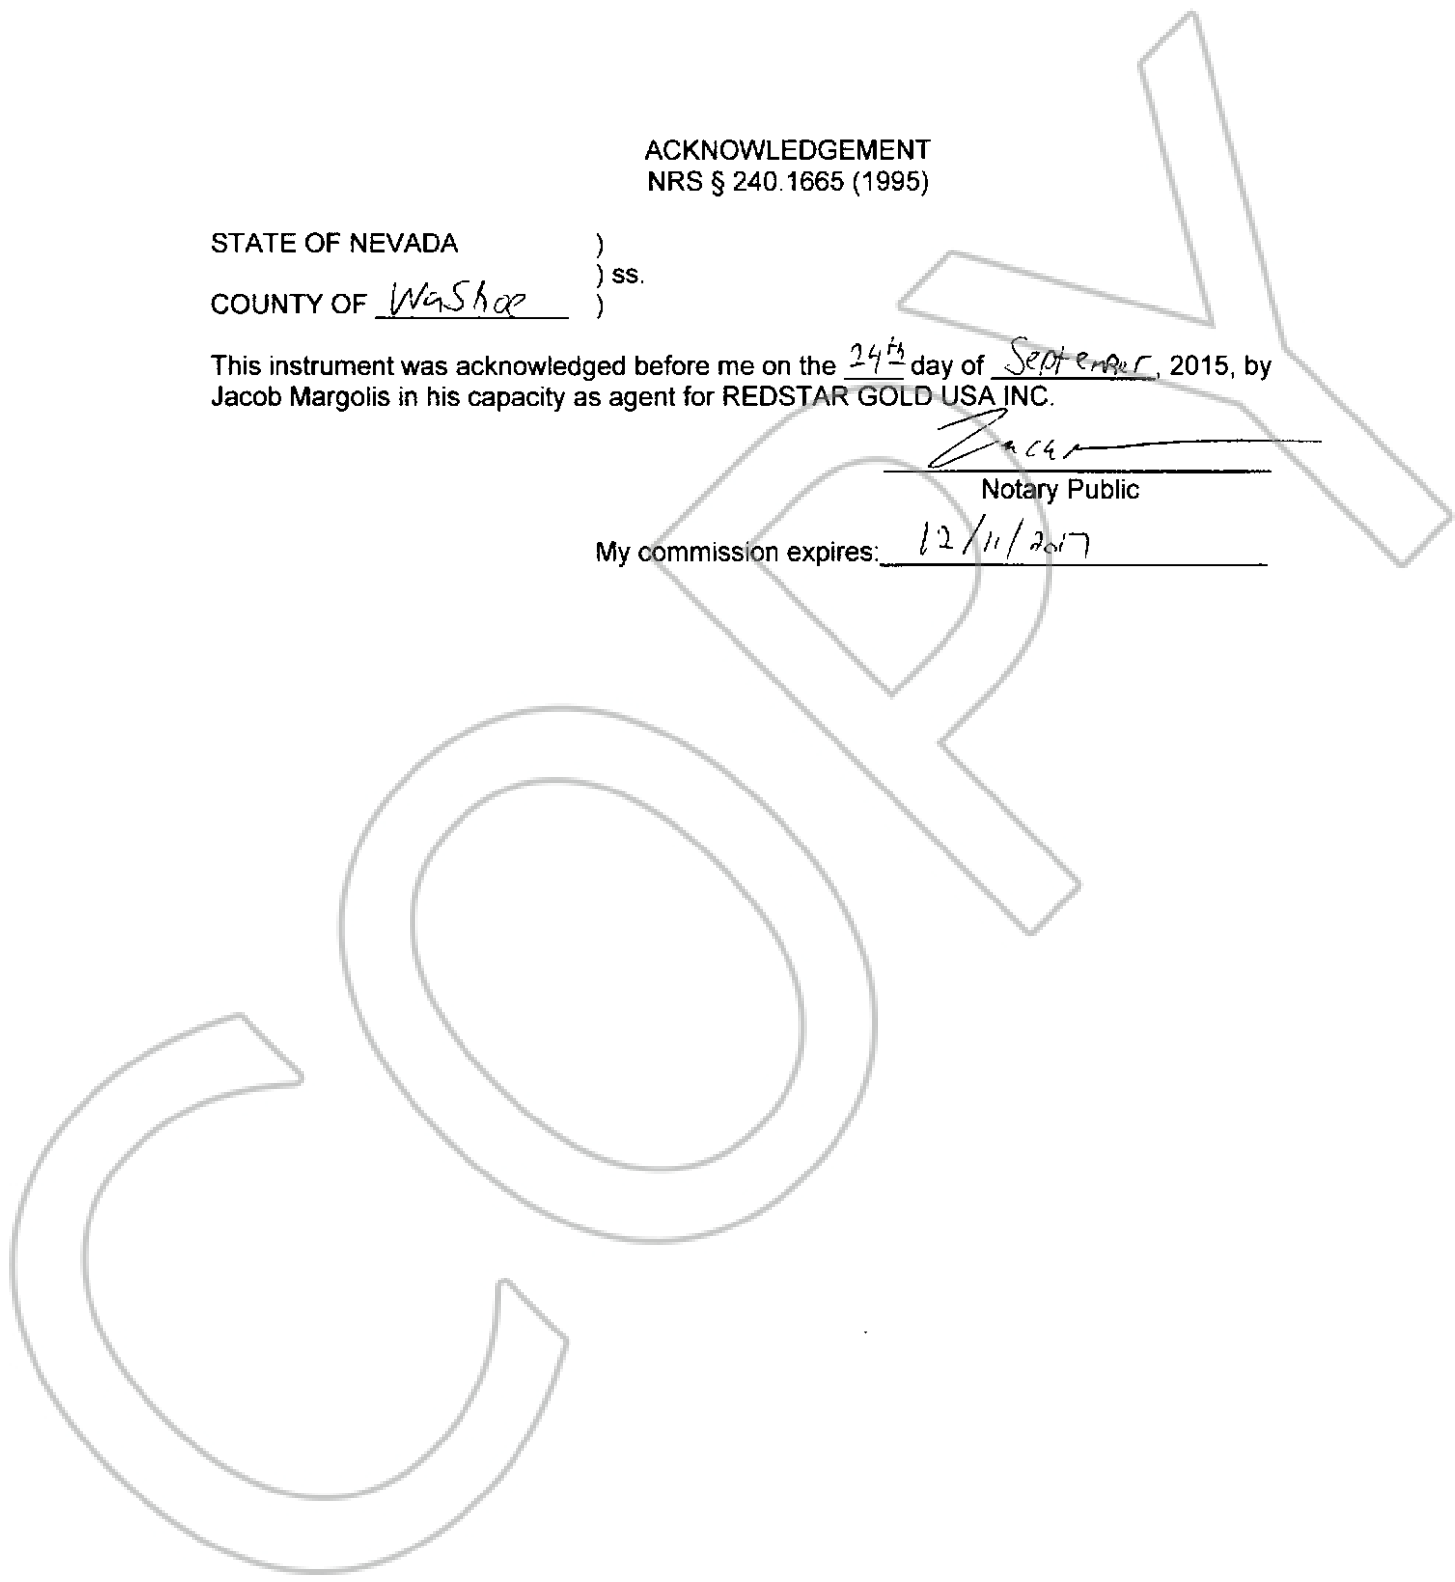 ACKNOWLEDGEMENT
NRS § 240.1665 (1995)
STATE OF NEVADA )
) ss.
COUNTY OF Washoe )
This instrument was acknowledged before me on the 24th day of September, 2015, by
Jacob Margolis in his capacity as agent for REDSTAR GOLD USA INC.
Notary Public
My commission expires: 12/11/2017
COPY